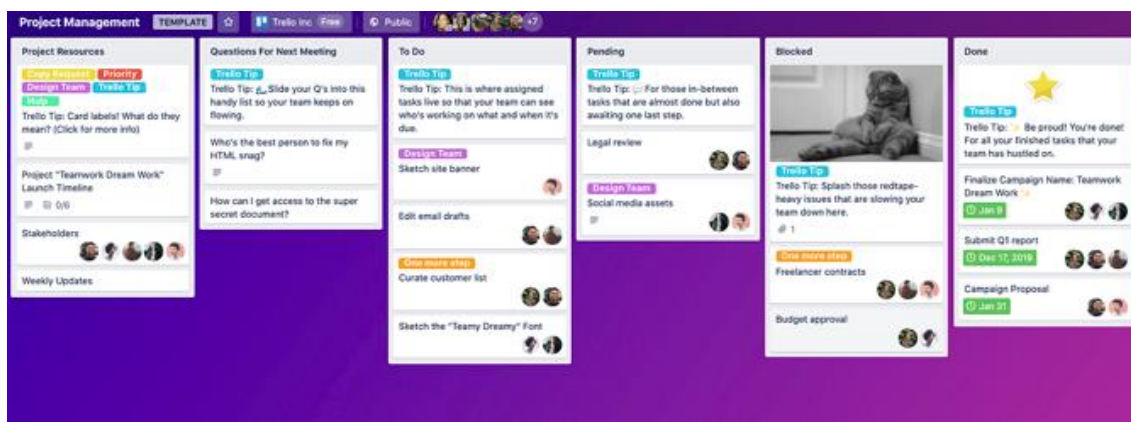 Project Management TEMPLATE Trello Inc Free Public +7
Project Resources
Copy Request Priority
Design Team Trello Tip
Help
Trello Tip: Card labels! What do they
mean? (Click for more info)
Project "Teamwork Dream Work"
Launch Timeline
0/6
Stakeholders
Weekly Updates
Questions For Next Meeting
Trello Tip
Trello Tip: Slide your Q's into this
handy list so your team keeps on
flowing.
Who's the best person to fix my
HTML snag?
How can I get access to the super
secret document?
To Do
Trello Tip
Trello Tip: This is where assigned
tasks live so that your team can see
who's working on what and when it's
due.
Design Team
Sketch site banner
Edit email drafts
One more step
Curate customer list
Sketch the "Teamy Dreamy" Font
Pending
Trello Tip
Trello Tip: For those in-between
tasks that are almost done but also
awaiting one last step.
Legal review
Design Team
Social media assets
Blocked
Trello Tip
Trello Tip: Splash those redtape-
heavy issues that are slowing your
team down here.
1
One more step
Freelancer contracts
Budget approval
Done
Trello Tip
Trello Tip: Be proud! You're done!
For all your finished tasks that your
team has hustled on.
Finalize Campaign Name: Teamwork
Dream Work
Jan 9
Submit Q1 report
Dec 17, 2019
Campaign Proposal
Jan 31